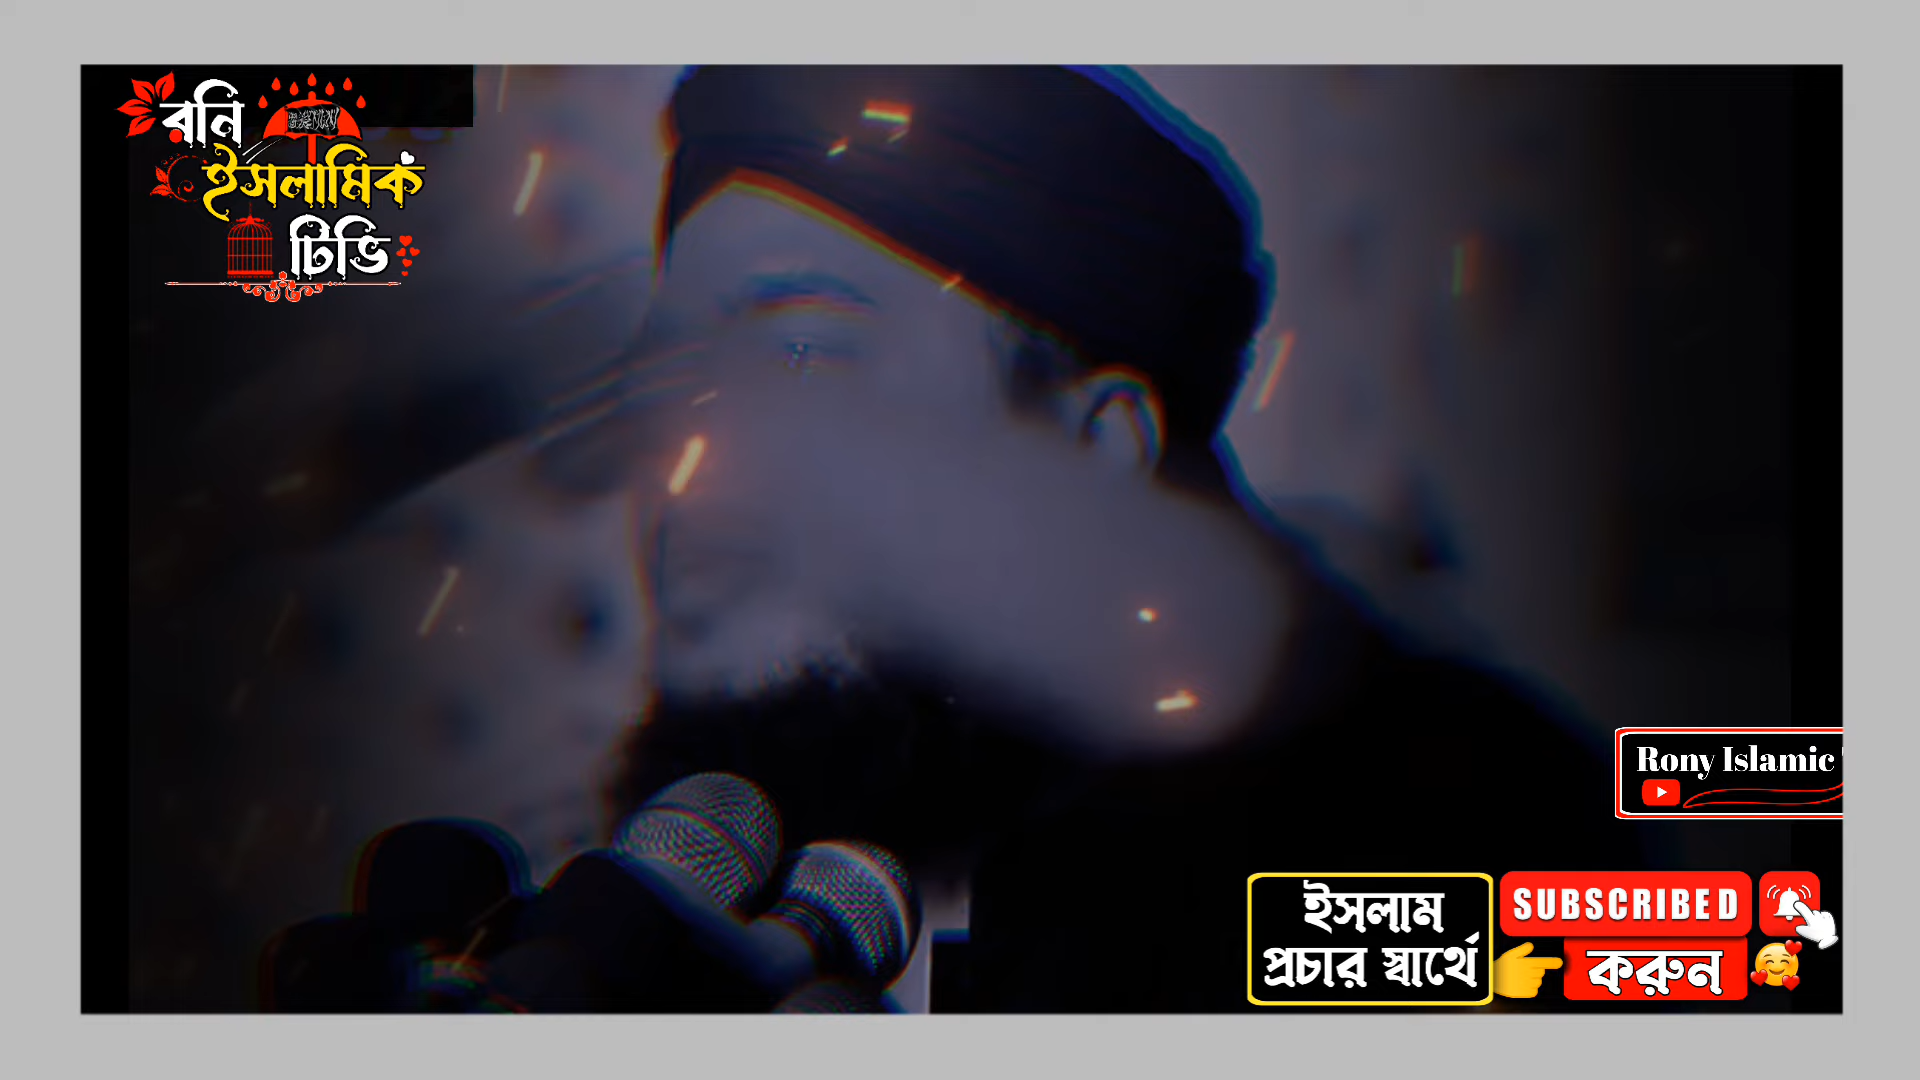 রনি
ইসলামিক
টিভি
Rony Islamic
ইসলাম
প্রচার স্বার্থে
SUBSCRIBED
করুন